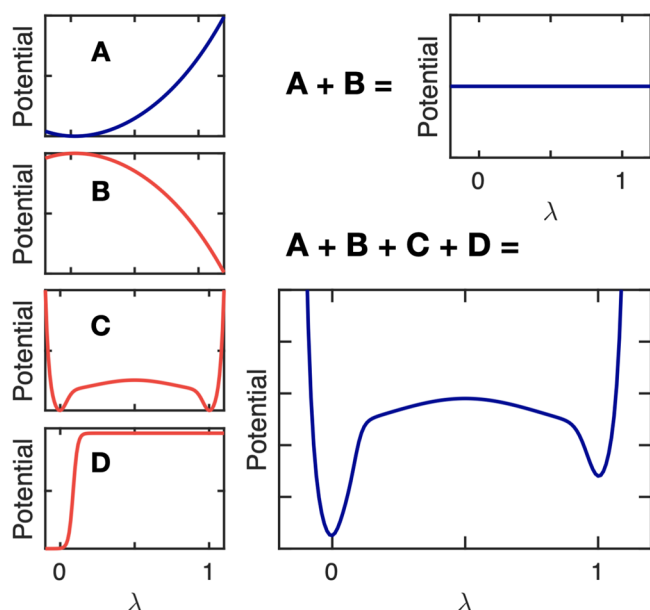 A
Potential
B
Potential
C
Potential
D
Potential
0 1
λ
A + B =
Potential
0 1
λ
A + B + C + D =
Potential
0 1
λ